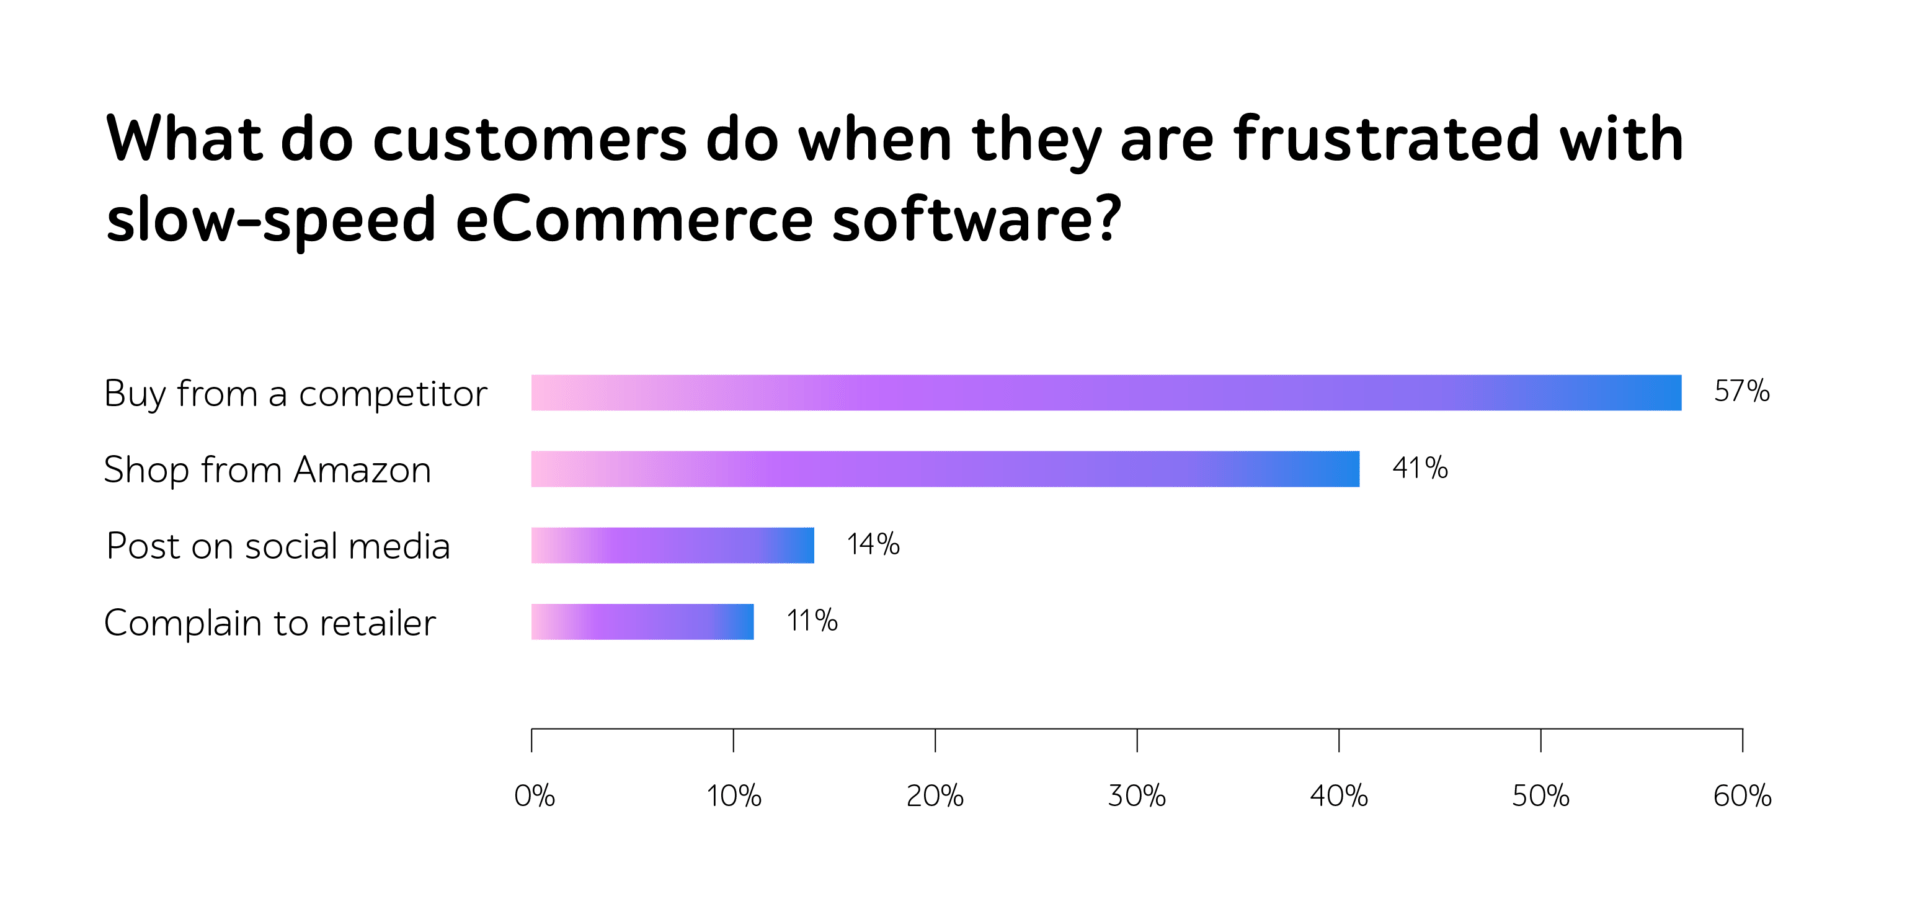 What do customers do when they are frustrated with
slow-speed eCommerce software?
Buy from a competitor 57%
Shop from Amazon 41%
Post on social media 14%
Complain to retailer 11%
0% 10% 20% 30% 40% 50% 60%